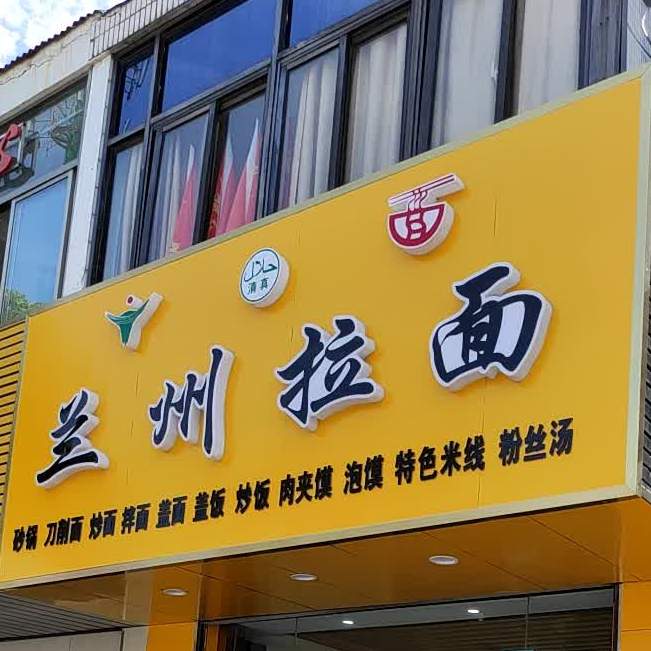 حلال
清真
兰州拉面
砂锅 刀削面 炒面 拌面 盖面 盖饭 炒饭 肉夹馍 泡馍 特色米线 粉丝汤